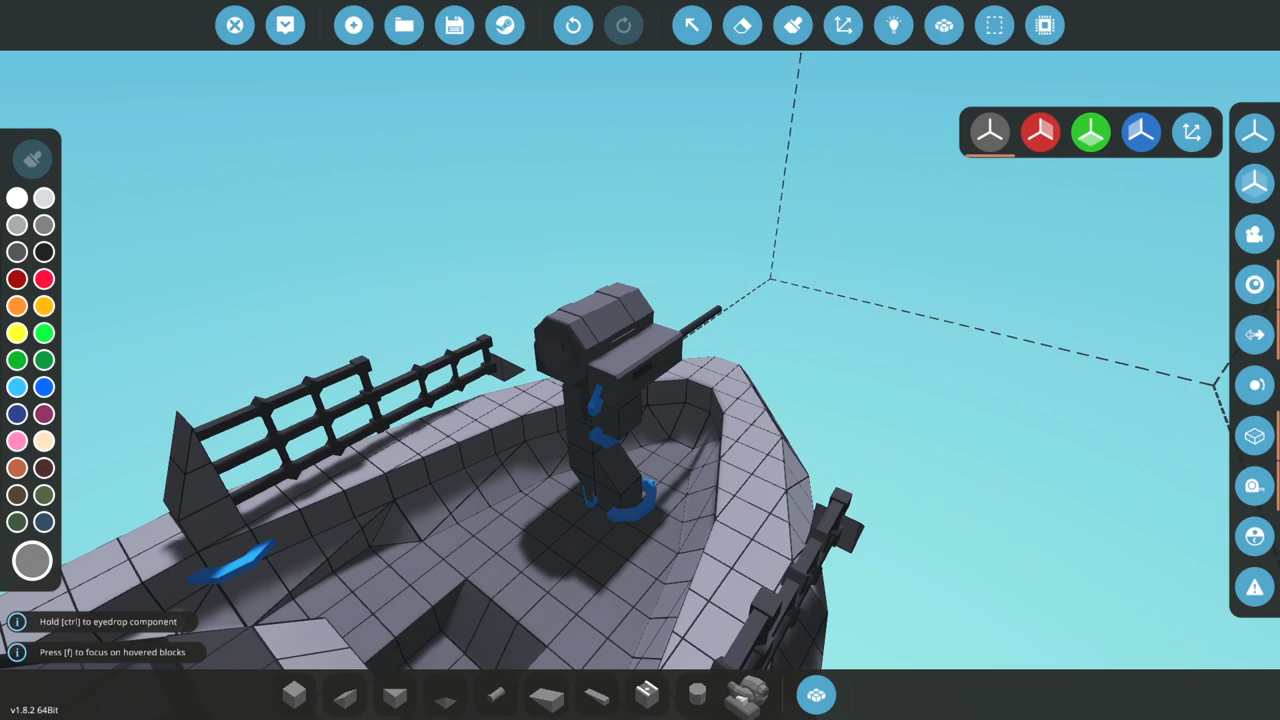 Hold [ctrl] to eyedrop component
Press [f] to focus on hovered blocks
v1.8.2 64Bit